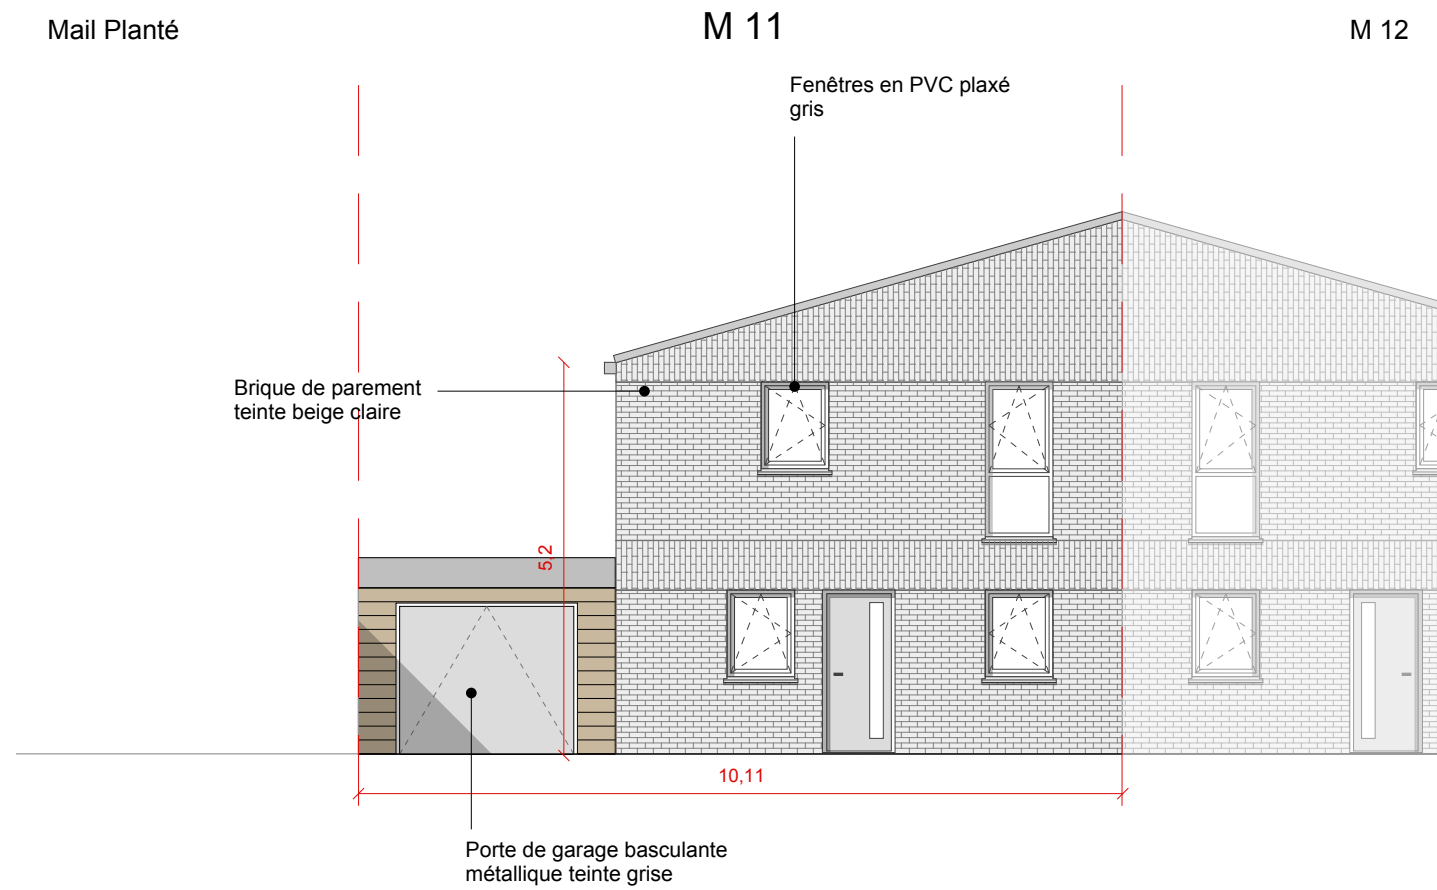 Mail Planté
M 11
M 12
Fenêtres en PVC plaxé
gris
Brique de parement
teinte beige claire
5,2
10,11
Porte de garage basculante
métallique teinte grise